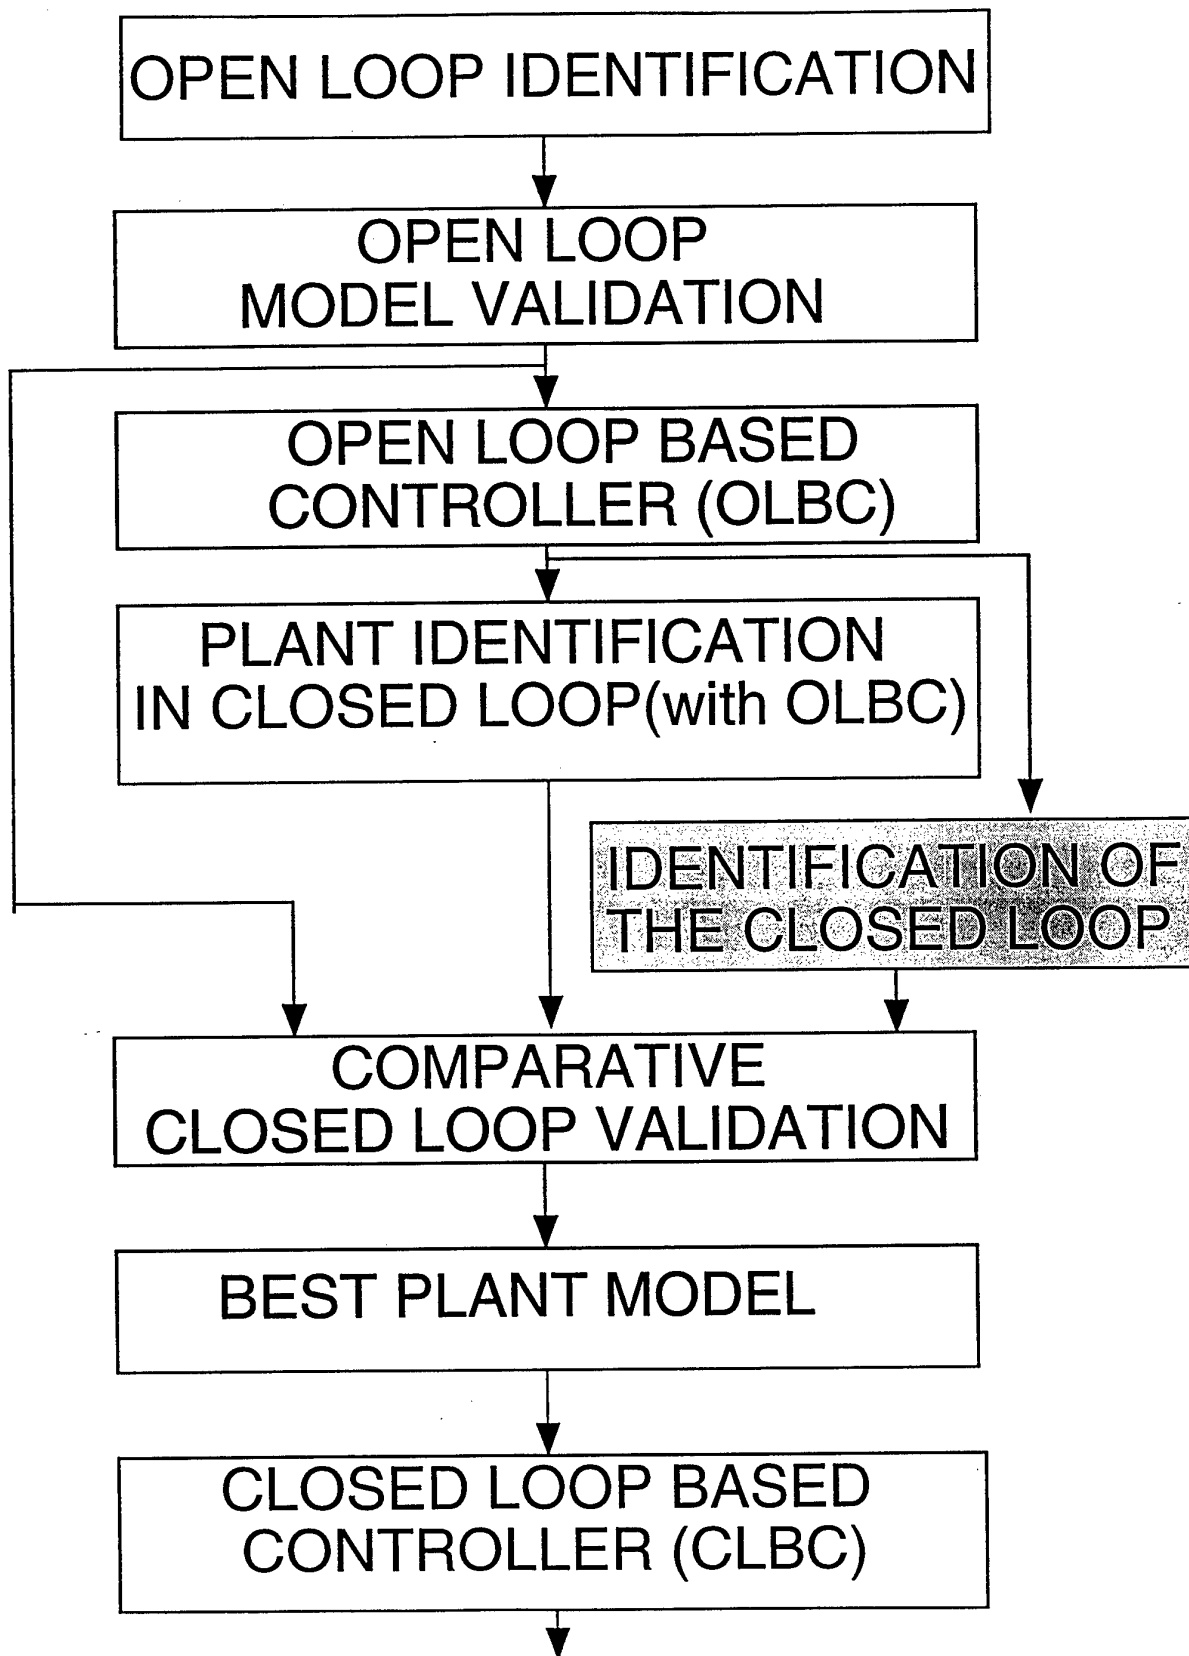 OPEN LOOP IDENTIFICATION
OPEN LOOP
MODEL VALIDATION
OPEN LOOP BASED
CONTROLLER (OLBC)
PLANT IDENTIFICATION
IN CLOSED LOOP(with OLBC)
IDENTIFICATION OF
THE CLOSED LOOP
COMPARATIVE
CLOSED LOOP VALIDATION
BEST PLANT MODEL
CLOSED LOOP BASED
CONTROLLER (CLBC)